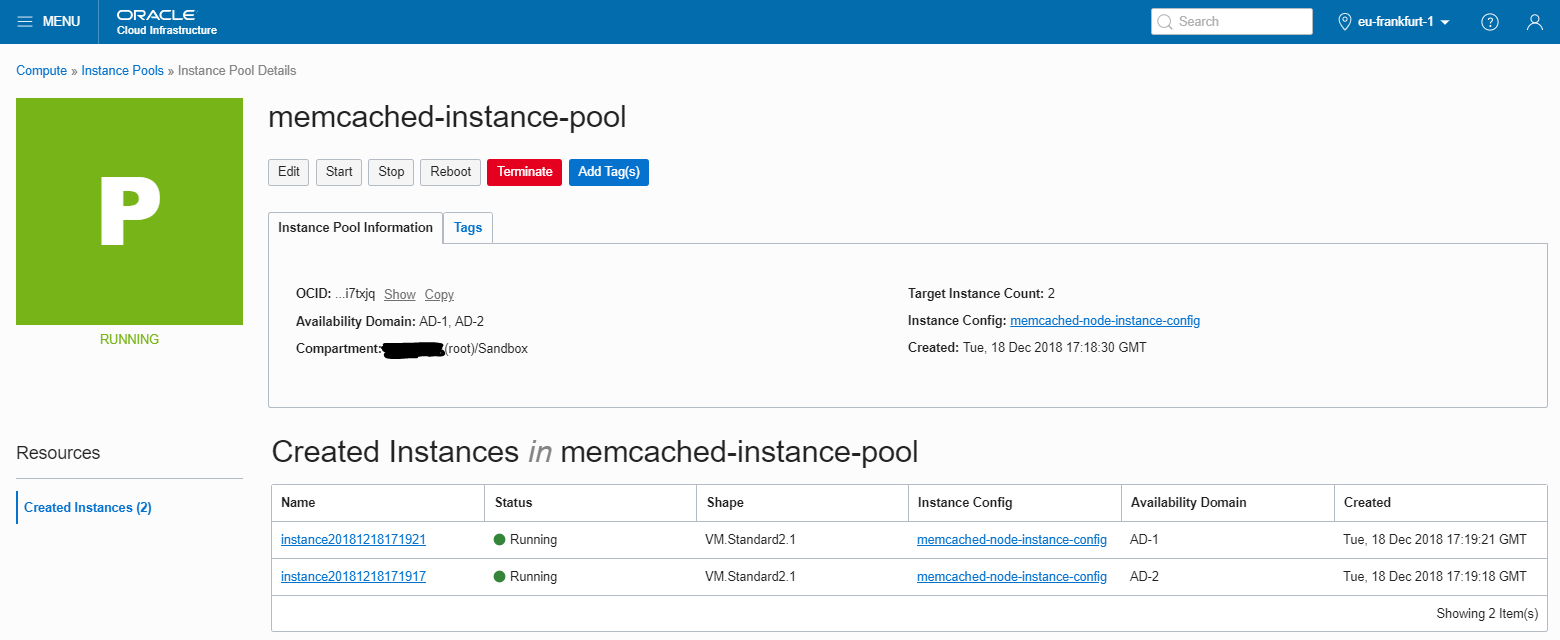 MENU ORACLE Cloud Infrastructure Search eu-frankfurt-1 ?
Compute » Instance Pools » Instance Pool Details
P
RUNNING
memcached-instance-pool
Edit Start Stop Reboot Terminate Add Tag(s)
Instance Pool Information Tags
OCID: ...i7txjq Show Copy Target Instance Count: 2
Availability Domain: AD-1, AD-2 Instance Config: memcached-node-instance-config
Compartment: (root)/Sandbox Created: Tue, 18 Dec 2018 17:18:30 GMT
Resources
Created Instances (2)
Created Instances in memcached-instance-pool
Name Status Shape Instance Config Availability Domain Created
instance20181218171921 Running VM.Standard2.1 memcached-node-instance-config AD-1 Tue, 18 Dec 2018 17:19:21 GMT
instance20181218171917 Running VM.Standard2.1 memcached-node-instance-config AD-2 Tue, 18 Dec 2018 17:19:18 GMT
Showing 2 Item(s)